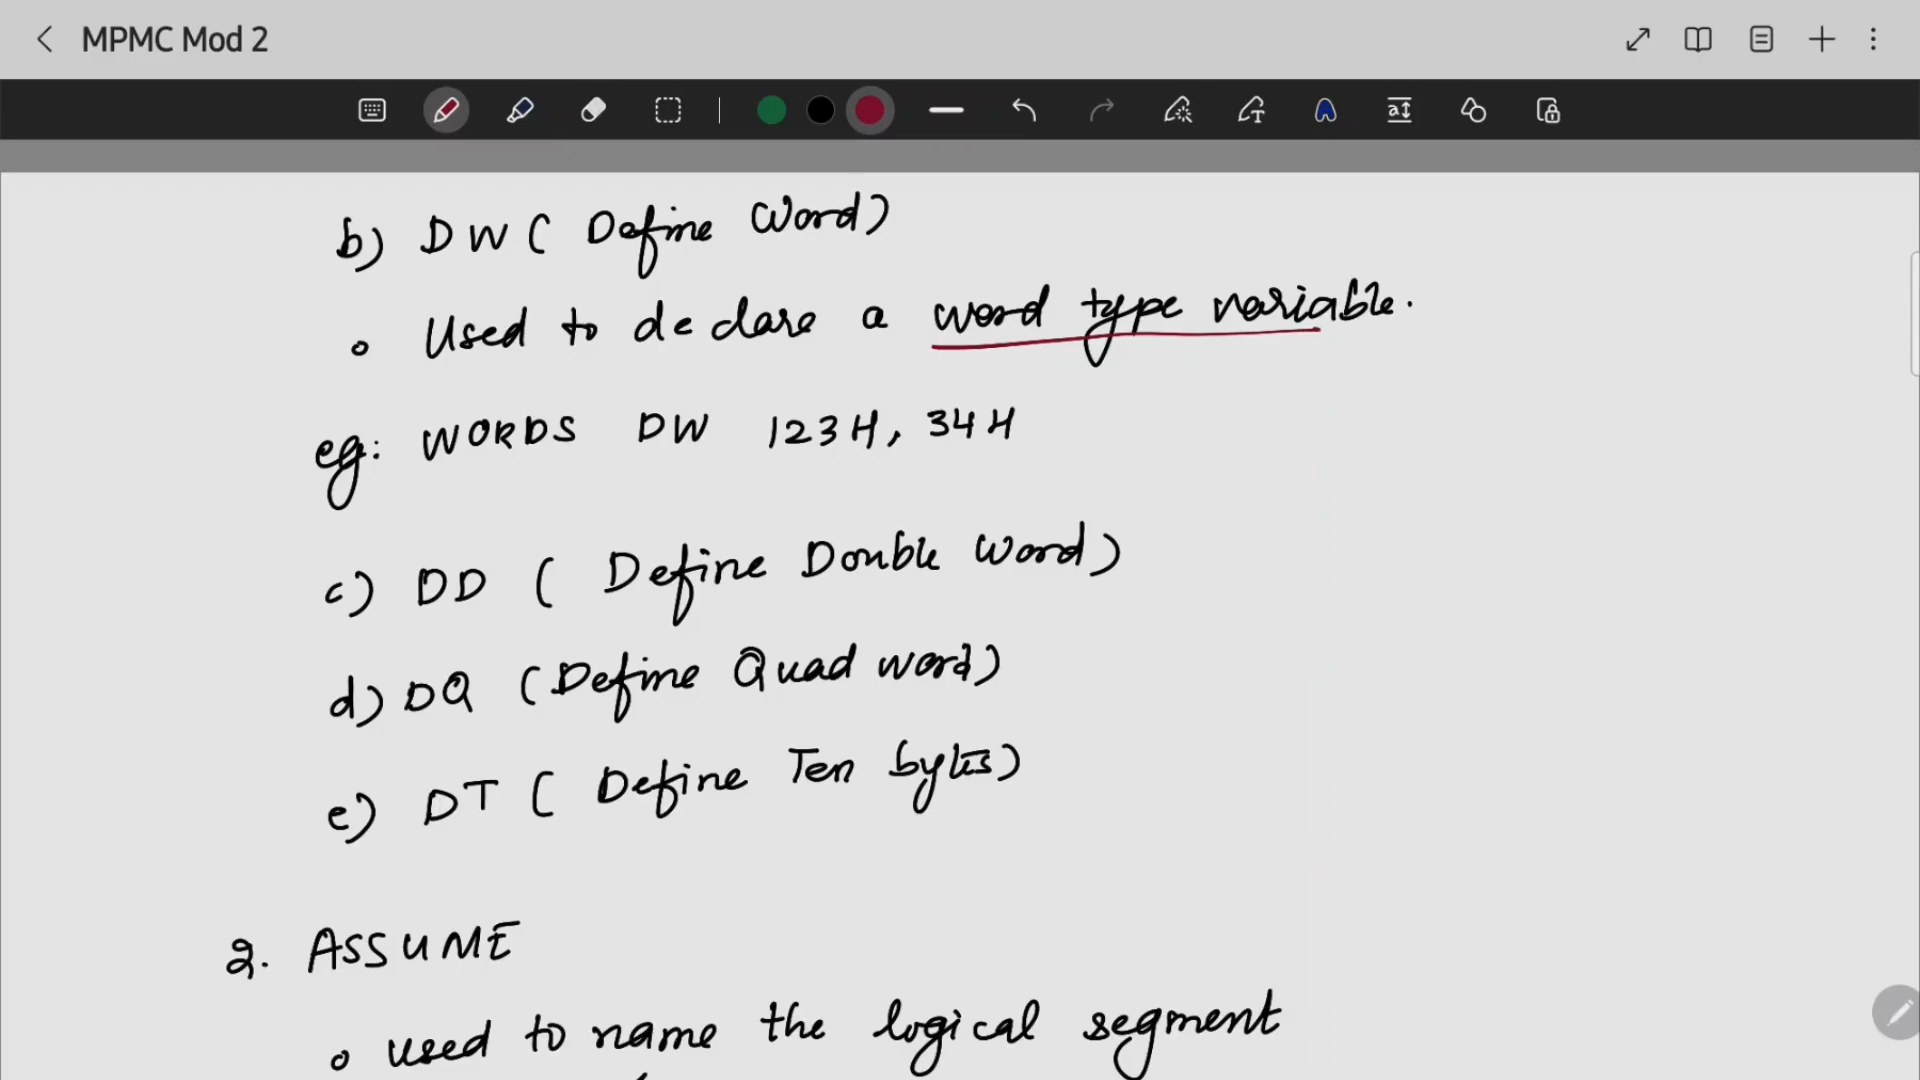 MPMC Mod 2
b) DW ( Define Word)
o Used to declare a word type variable.
eg: WORDS DW 123H, 34H
c) DD ( Define Double Word)
d) DQ (Define Quad word)
e) DT ( Define Ten bytes)
2. ASSUME
o used to name the logical segment